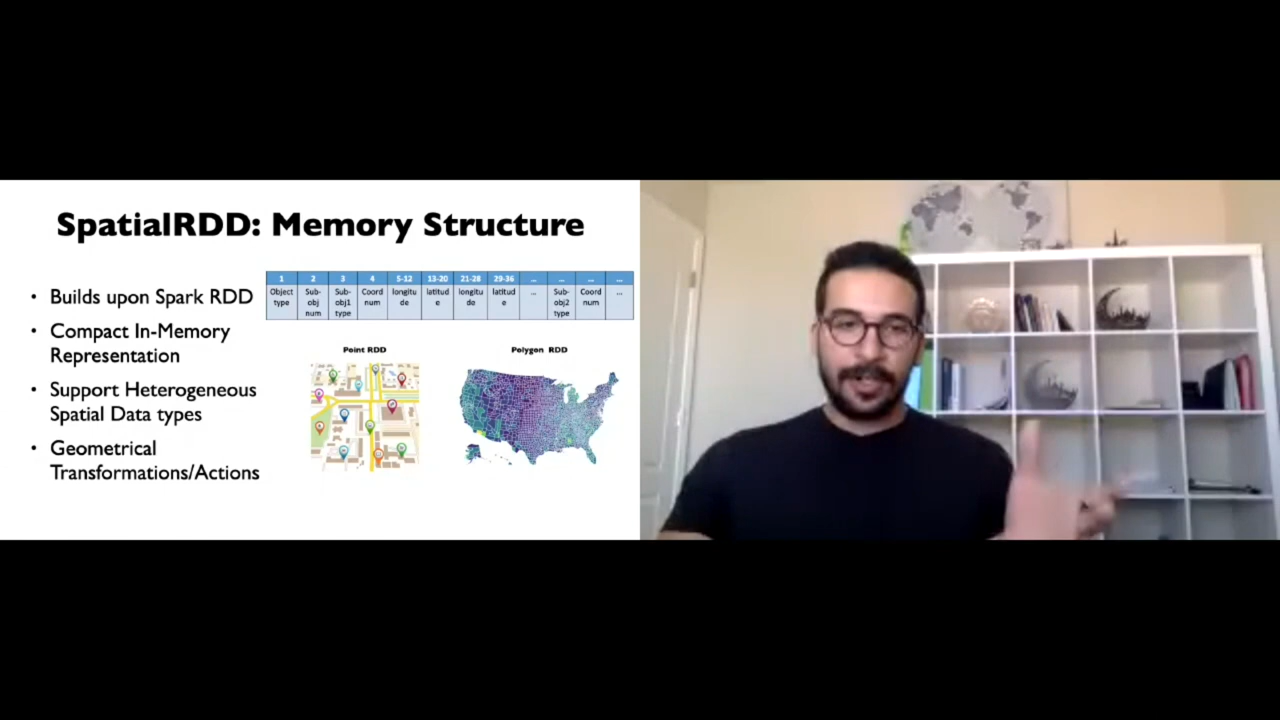 SpatialRDD: Memory Structure
• Builds upon Spark RDD
• Compact In-Memory
Representation
• Support Heterogeneous
Spatial Data types
• Geometrical
Transformations/Actions
1 2 3 4 5-12 13-20 21-28 29-36 ... ... ... ...
Object Sub- Sub- Coord longitu latitud longitu latitud ... Sub- Coord ...
type obj obj1 num de e de e obj2 num
num type type
Point RDD Polygon RDD